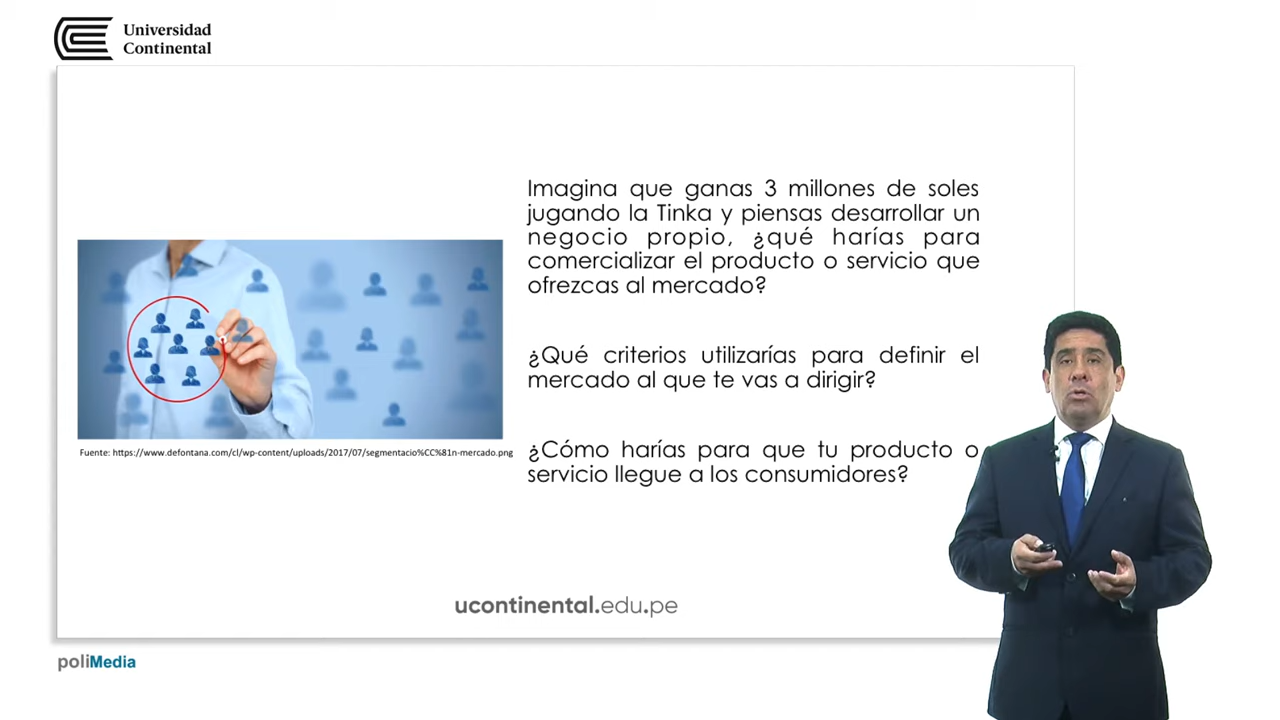 Universidad
Continental
Imagina que ganas 3 millones de soles
jugando la Tinka y piensas desarrollar un
negocio propio, ¿qué harías para
comercializar el producto o servicio que
ofrezcas al mercado?
¿Qué criterios utilizarías para definir el
mercado al que te vas a dirigir?
¿Cómo harías para que tu producto o
servicio llegue a los consumidores?
Fuente: https://www.defontana.com/cl/wp-content/uploads/2017/07/segmentacio%CC%81n-mercado.png
ucontinental.edu.pe
poliMedia